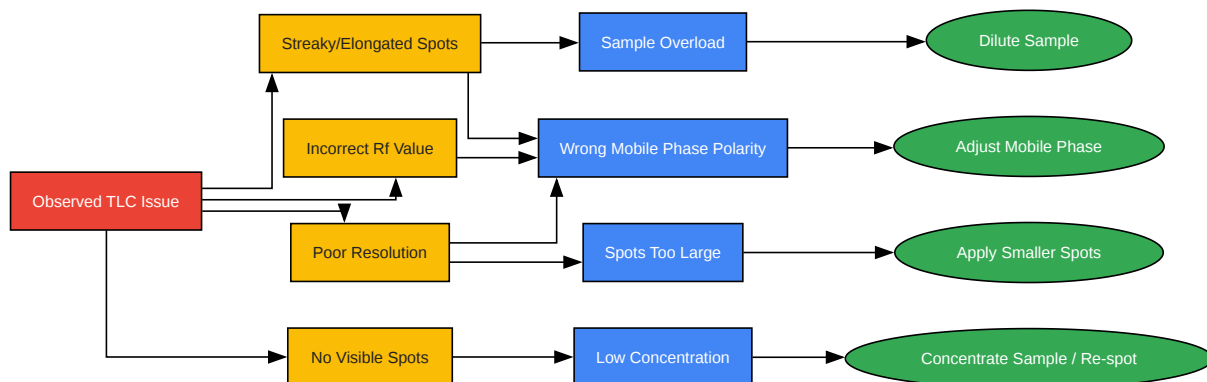 Streaky/Elongated Spots
Sample Overload
Dilute Sample
Incorrect Rf Value
Wrong Mobile Phase Polarity
Adjust Mobile Phase
Observed TLC Issue
Poor Resolution
Spots Too Large
Apply Smaller Spots
No Visible Spots
Low Concentration
Concentrate Sample / Re-spot